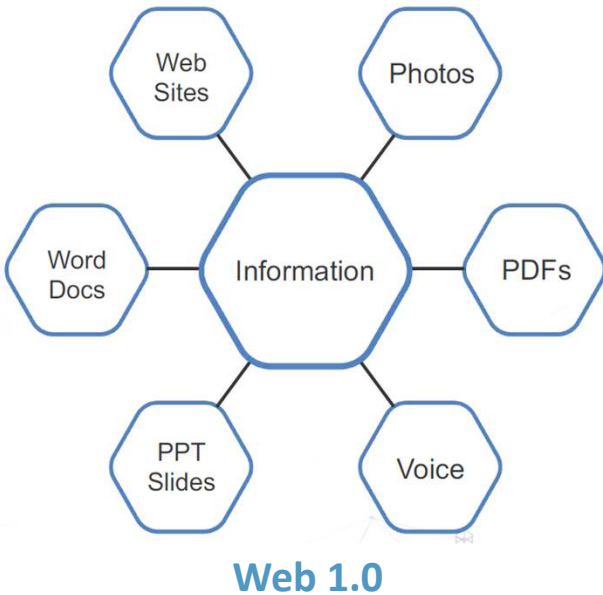 Web
Sites
Photos
Word
Docs
Information
PDFs
PPT
Slides
Voice
Web 1.0